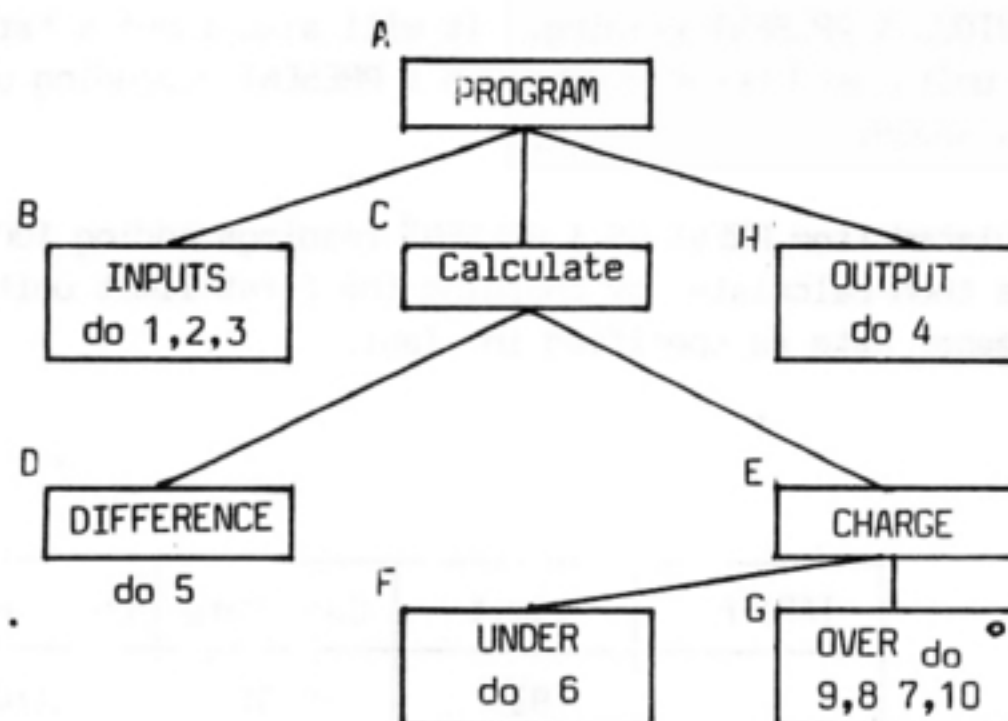 A
PROGRAM
B
C
H
INPUTS
do 1,2,3
Calculate
OUTPUT
do 4
D
E
DIFFERENCE
do 5
CHARGE
F
G
UNDER
do 6
OVER do
9,8 7,10